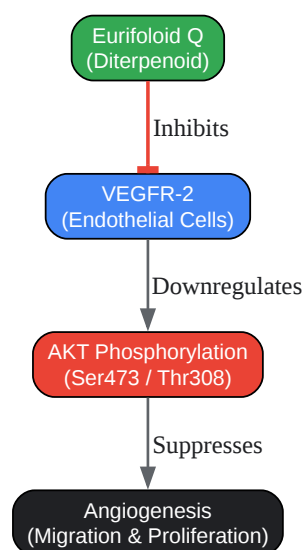 Eurifoloid Q
(Diterpenoid)
Inhibits
VEGFR-2
(Endothelial Cells)
Downregulates
AKT Phosphorylation
(Ser473 / Thr308)
Suppresses
Angiogenesis
(Migration & Proliferation)